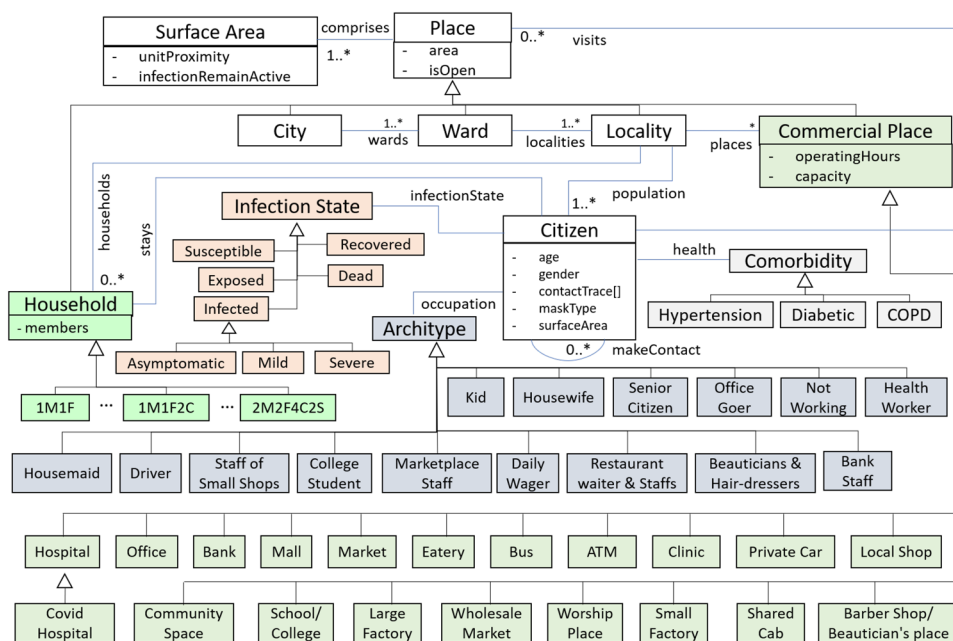 Surface Area
- unitProximity
- infectionRemainActive
comprises
1..*
Place
- area
- isOpen
0..*
visits
City
1..*
wards
Ward
1..*
localities
Locality
*
places
Commercial Place
- operatingHours
- capacity
households
0..*
stays
Infection State
infectionState
Susceptible
Recovered
Exposed
Dead
Infected
Asymptomatic
Mild
Severe
population
1..*
Citizen
- age
- gender
- contactTrace[]
- maskType
- surfaceArea
0..*
makeContact
health
Comorbidity
Hypertension
Diabetic
COPD
Household
- members
1M1F
...
1M1F2C
...
2M2F4C2S
occupation
Architype
Kid
Housewife
Senior
Citizen
Office
Goer
Not
Working
Health
Worker
Housemaid
Driver
Staff of
Small Shops
College
Student
Marketplace
Staff
Daily
Wager
Restaurant
waiter & Staffs
Beauticians &
Hair-dressers
Bank
Staff
Hospital
Office
Bank
Mall
Market
Eatery
Bus
ATM
Clinic
Private Car
Local Shop
Covid
Hospital
Community
Space
School/
College
Large
Factory
Wholesale
Market
Worship
Place
Small
Factory
Shared
Cab
Barber Shop/
Beautician's place